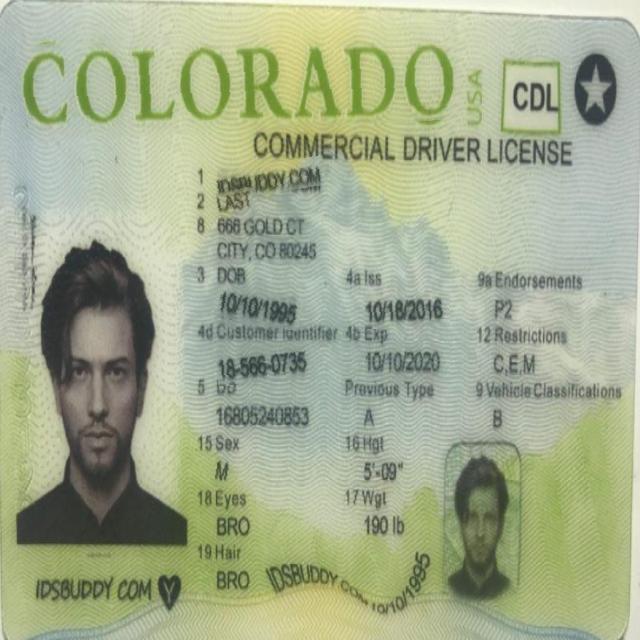 COLORADO
USA
CDL
COMMERCIAL DRIVER LICENSE
1 IDSBUDDY.COM
2 LAST
8 666 GOLD CT
CITY, CO 80245
3 DOB
4a Iss
9a Endorsements
10/10/1995
10/18/2016
P2
4d Customer Identifier
4b Exp
12 Restrictions
18-566-0735
10/10/2020
C,E,M
5 DD
Previous Type
9 Vehicle Classifications
16805240853
A
B
15 Sex
16 Hgt
M
5'-09"
18 Eyes
17 Wgt
BRO
190 lb
19 Hair
BRO
IDSBUDDY.COM
IDSBUDDY.COM 10/10/1995